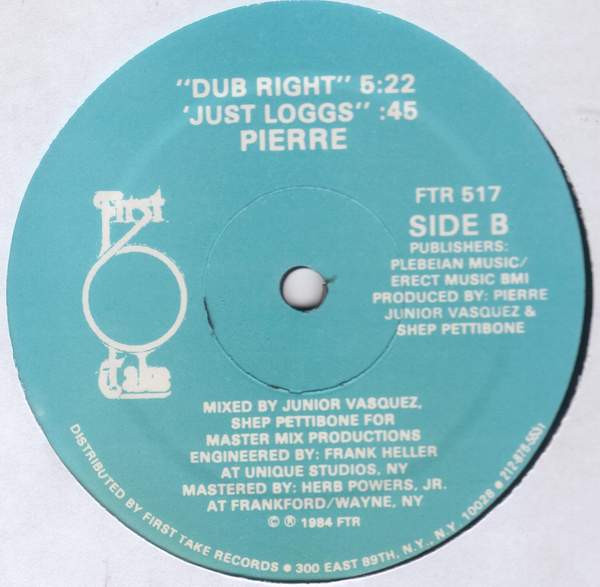 "DUB RIGHT" 5:22
'JUST LOGGS" :45
PIERRE
First
Take
FTR 517
SIDE B
PUBLISHERS:
PLEBEIAN MUSIC/
ERECT MUSIC BMI
PRODUCED BY: PIERRE
JUNIOR VASQUEZ &
SHEP PETTIBONE
MIXED BY JUNIOR VASQUEZ,
SHEP PETTIBONE FOR
MASTER MIX PRODUCTIONS
ENGINEERED BY: FRANK HELLER
AT UNIQUE STUDIOS, NY
MASTERED BY: HERB POWERS, JR.
AT FRANKFORD/WAYNE, NY
© ℗ 1984 FTR
DISTRIBUTED BY FIRST TAKE RECORDS • 300 EAST 89TH, N.Y., N.Y. 10028 • 212-876-5531